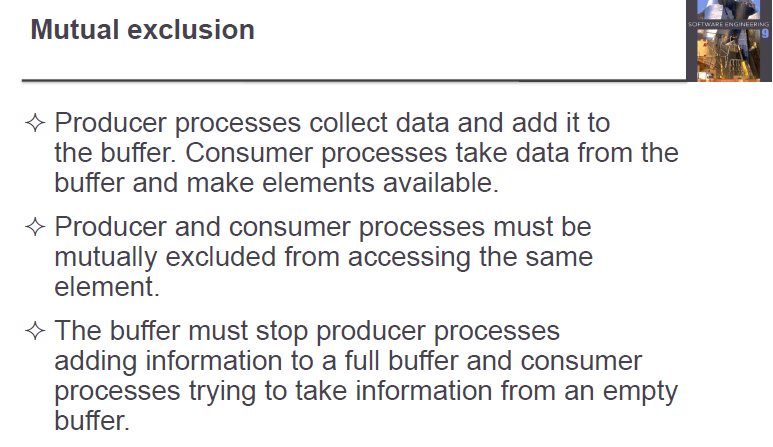 Mutual exclusion
SOFTWARE ENGINEERING
9
✧ Producer processes collect data and add it to
the buffer. Consumer processes take data from the
buffer and make elements available.
✧ Producer and consumer processes must be
mutually excluded from accessing the same
element.
✧ The buffer must stop producer processes
adding information to a full buffer and consumer
processes trying to take information from an empty
buffer.